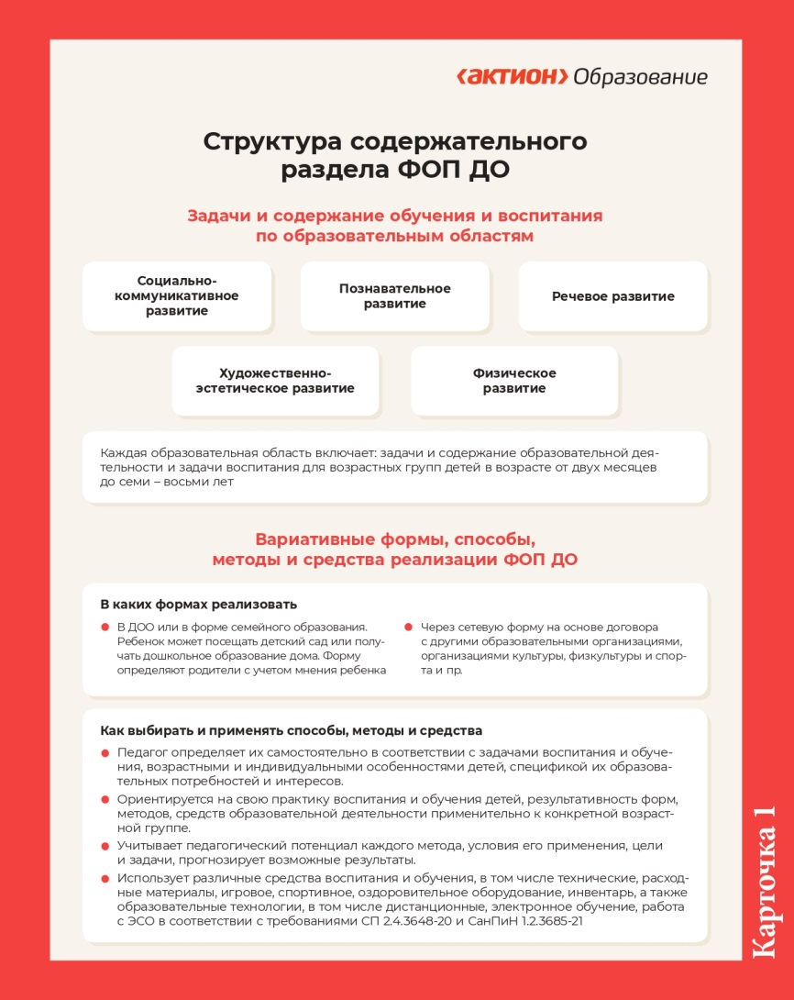 ‹актион› Образование
Структура содержательного
раздела ФОП ДО
Задачи и содержание обучения и воспитания
по образовательным областям
Социально-
коммуникативное
развитие
Познавательное
развитие
Речевое развитие
Художественно-
эстетическое развитие
Физическое
развитие
Каждая образовательная область включает: задачи и содержание образовательной дея-
тельности и задачи воспитания для возрастных групп детей в возрасте от двух месяцев
до семи – восьми лет
Вариативные формы, способы,
методы и средства реализации ФОП ДО
В каких формах реализовать
В ДОО или в форме семейного образования.
Ребенок может посещать детский сад или полу-
чать дошкольное образование дома. Форму
определяют родители с учетом мнения ребенка
Через сетевую форму на основе договора
с другими образовательными организациями,
организациями культуры, физкультуры и спор-
та и пр.
Как выбирать и применять способы, методы и средства
Педагог определяет их самостоятельно в соответствии с задачами воспитания и обуче-
ния, возрастными и индивидуальными особенностями детей, спецификой их образова-
тельных потребностей и интересов.
Ориентируется на свою практику воспитания и обучения детей, результативность форм,
методов, средств образовательной деятельности применительно к конкретной возраст-
ной группе.
Учитывает педагогический потенциал каждого метода, условия его применения, цели
и задачи, прогнозирует возможные результаты.
Использует различные средства воспитания и обучения, в том числе технические, расход-
ные материалы, игровое, спортивное, оздоровительное оборудование, инвентарь, а также
образовательные технологии, в том числе дистанционные, электронное обучение, работа
с ЭСО в соответствии с требованиями СП 2.4.3648-20 и СанПиН 1.2.3685-21
Карточка 1